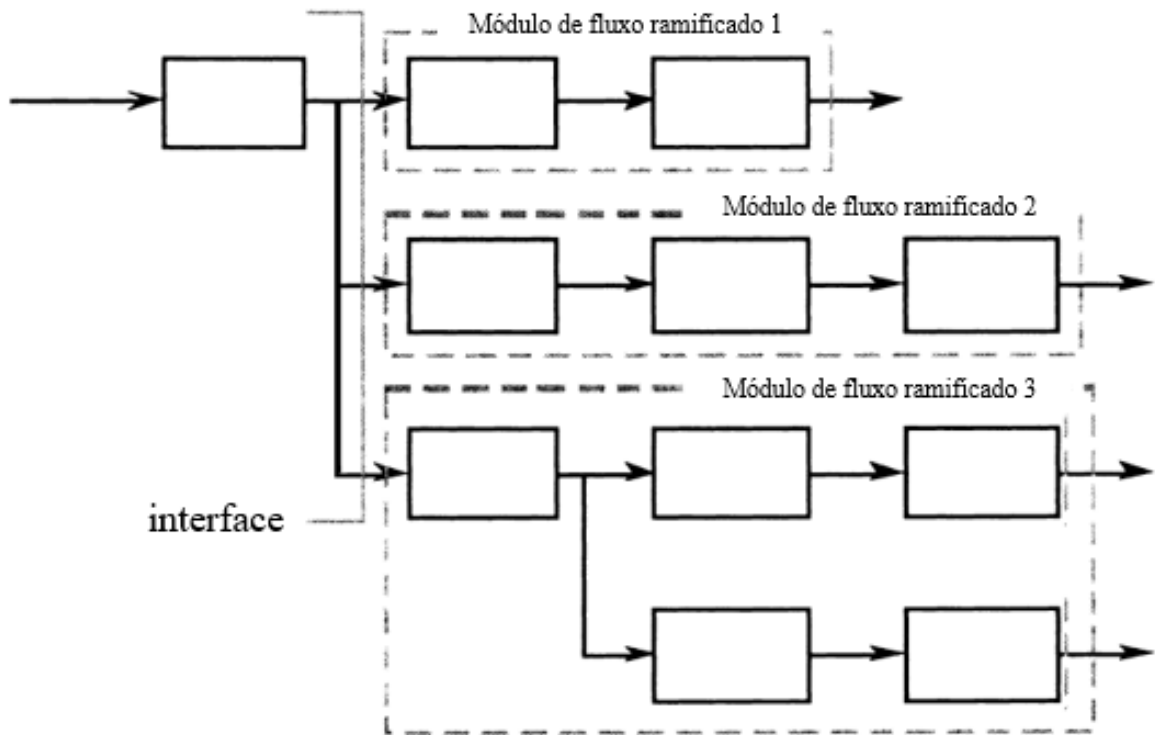 Módulo de fluxo ramificado 1
Módulo de fluxo ramificado 2
Módulo de fluxo ramificado 3
interface